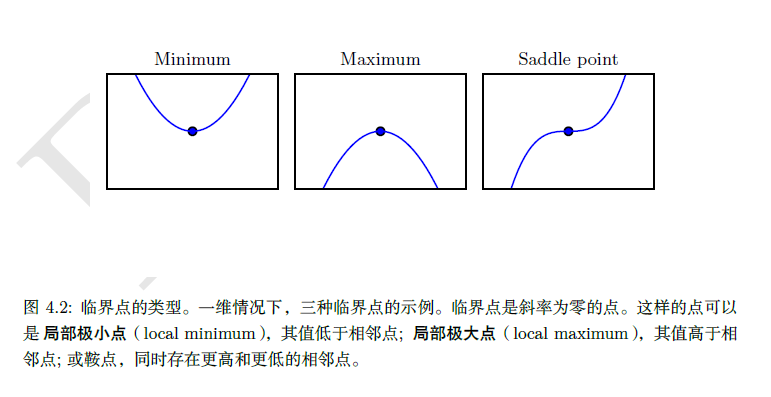 Minimum
Maximum
Saddle point
图 4.2: 临界点的类型。一维情况下，三种临界点的示例。临界点是斜率为零的点。这样的点可以
是 局部极小点（local minimum），其值低于相邻点；局部极大点（local maximum），其值高于相
邻点；或鞍点，同时存在更高和更低的相邻点。